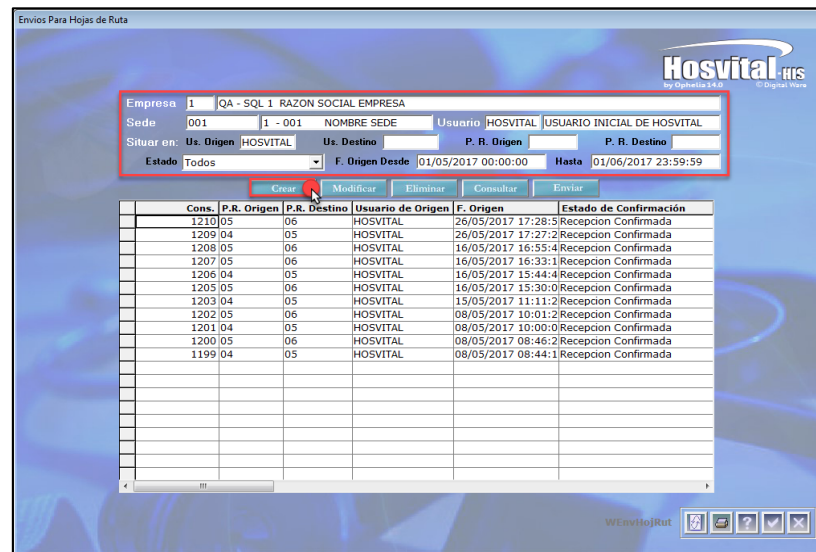 Envios Para Hojas de Ruta
Hosvital-HIS
by Ophelia 14.0 © Digital Ware
Empresa 1 QA - SQL 1 RAZON SOCIAL EMPRESA
Sede 001 1 - 001 NOMBRE SEDE Usuario HOSVITAL USUARIO INICIAL DE HOSVITAL
Situar en: Us. Origen HOSVITAL Us. Destino P. R. Origen P. R. Destino
Estado Todos F. Origen Desde 01/05/2017 00:00:00 Hasta 01/06/2017 23:59:59
Crear Modificar Eliminar Consultar Enviar
Cons. P.R. Origen P.R. Destino Usuario de Origen F. Origen Estado de Confirmación
1210 05 06 HOSVITAL 26/05/2017 17:28:5 Recepcion Confirmada
1209 04 05 HOSVITAL 26/05/2017 17:27:2 Recepcion Confirmada
1208 05 06 HOSVITAL 16/05/2017 16:55:4 Recepcion Confirmada
1207 05 06 HOSVITAL 16/05/2017 16:33:1 Recepcion Confirmada
1206 04 05 HOSVITAL 16/05/2017 15:44:4 Recepcion Confirmada
1205 05 06 HOSVITAL 16/05/2017 15:30:0 Recepcion Confirmada
1203 04 05 HOSVITAL 15/05/2017 11:11:2 Recepcion Confirmada
1202 05 06 HOSVITAL 08/05/2017 10:01:2 Recepcion Confirmada
1201 04 05 HOSVITAL 08/05/2017 10:00:0 Recepcion Confirmada
1200 05 06 HOSVITAL 08/05/2017 08:46:2 Recepcion Confirmada
1199 04 05 HOSVITAL 08/05/2017 08:44:1 Recepcion Confirmada
WEnvHojRut